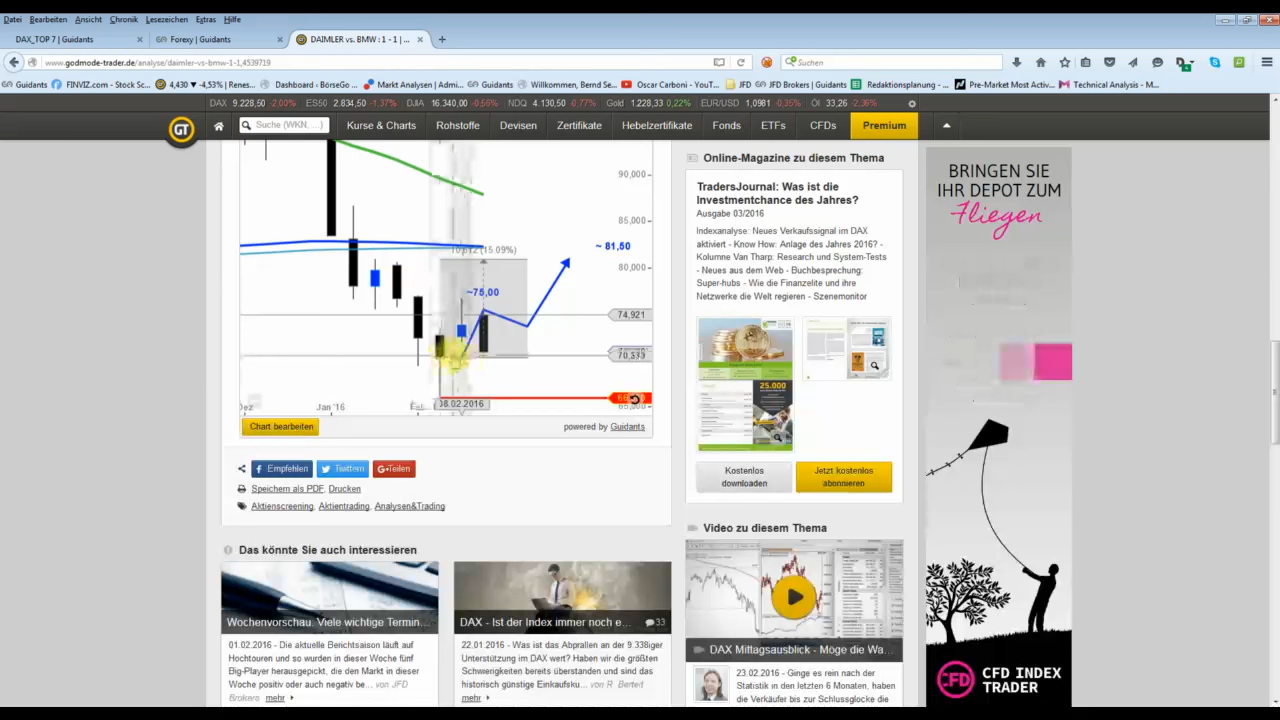 Datei Bearbeiten Ansicht Chronik Lesezeichen Extras Hilfe
DAX_TOP 7 | Guidants
Forexy | Guidants
DAIMLER vs. BMW : 1 - 1 | ...
www.godmode-trader.de/analyse/daimler-vs-bmw-1-1,4539719
Suchen
Guidants
FINVIZ.com - Stock Sc...
4,430 ▼ -4,53% | Renes...
Dashboard ‹ BörseGo ...
Markt Analysen | Admi...
Guidants
Willkommen, Bernd Se...
Oscar Carboni - YouT...
JFD
JFD Brokers | Guidants
Redaktionsplanung - ...
Pre-Market Most Activ...
Technical Analysis - M...
DAX 9.228,50 -2,00% ES50 2.834,50 -1,37% DJIA 16.340,00 -0,56% NDQ 4.130,50 -0,77% Gold 1.228,33 0,22% EUR/USD 1,0981 -0,35% Öl 33,26 -2,36%
GT
Suche (WKN, ...)
Kurse & Charts
Rohstoffe
Devisen
Zertifikate
Hebelzertifikate
Fonds
ETFs
CFDs
Premium
90,000
85,000
~ 81,50
(15.09%)
80,000
~75,00
74,921
65,000
08.02.2016
Dez
Jan '16
Chart bearbeiten
powered by Guidants
Empfehlen
Twittern
G+ Teilen
Speichern als PDF, Drucken
Aktienscreening, Aktientrading, Analysen&Trading
Das könnte Sie auch interessieren
Wochenvorschau: Viele wichtige Termin...
01.02.2016 - Die aktuelle Berichtsaison läuft auf
Hochtouren und so wurden in dieser Woche fünf
Big-Player herausgepickt, die den Markt in dieser
Woche positiv oder auch negativ be... von JFD
Brokers mehr
DAX - Ist der Index immer noch e...
33
22.01.2016 - Was ist das Abprallen an der 9.338iger
Unterstützung im DAX wert? Haben wir die größten
Schwierigkeiten bereits überstanden und sind das
historisch günstige Einkaufsku... von R. Bertelt
mehr
Online-Magazine zu diesem Thema
TradersJournal: Was ist die
Investmentchance des Jahres?
Ausgabe 03/2016
Indexanalyse: Neues Verkaufssignal im DAX
aktiviert - Know How: Anlage des Jahres 2016? -
Kolumne Van Tharp: Research und System-Tests
- Neues aus dem Web - Buchbesprechung:
Super-hubs - Wie die Finanzelite und ihre
Netzwerke die Welt regieren - Szenemonitor
25.000
Kostenlos
downloaden
Jetzt kostenlos
abonnieren
Video zu diesem Thema
DAX Mittagsausblick - Möge die Wa...
23.02.2016 - Ginge es rein nach der
Statistik in den letzten 6 Monaten, haben
die Verkäufer bis zur Schlussglocke die
BRINGEN SIE
IHR DEPOT ZUM
Fliegen
CFD
CFD INDEX
TRADER